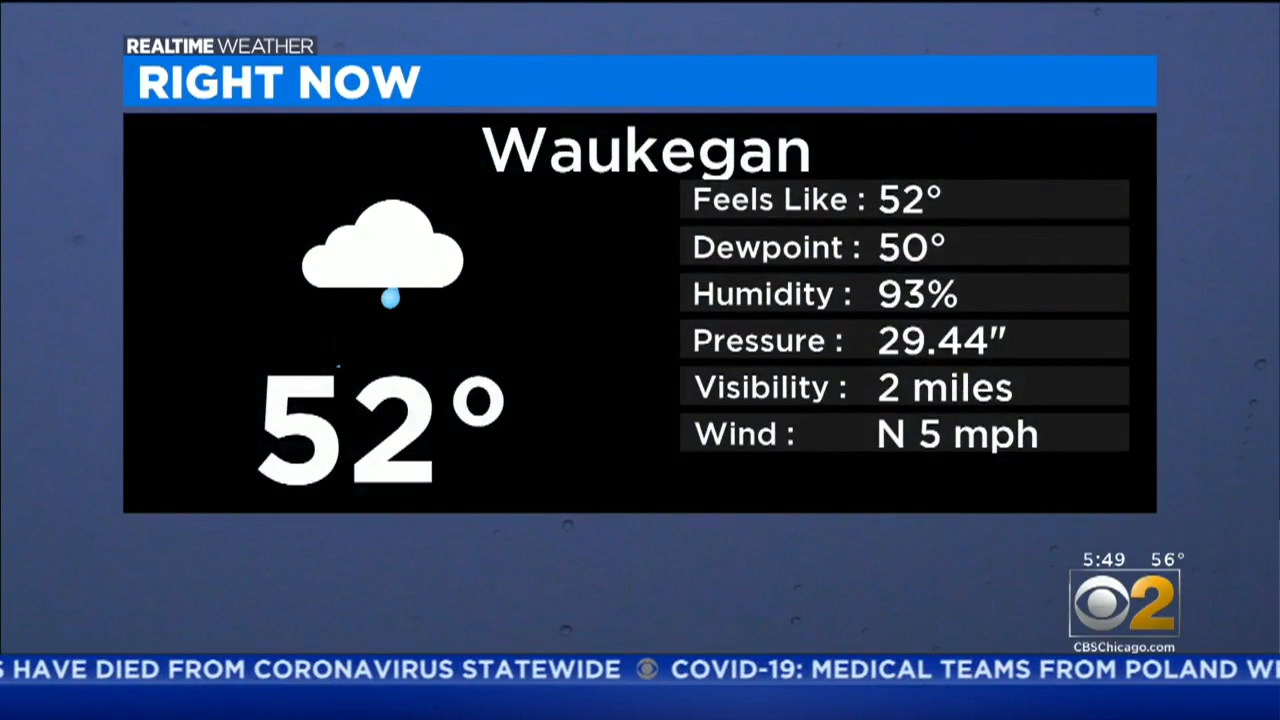 REALTIME WEATHER
RIGHT NOW
Waukegan
52°
Feels Like : 52°
Dewpoint : 50°
Humidity : 93%
Pressure : 29.44"
Visibility : 2 miles
Wind : N 5 mph
5:49 56°
2
CBSChicago.com
HAVE DIED FROM CORONAVIRUS STATEWIDE COVID-19: MEDICAL TEAMS FROM POLAND